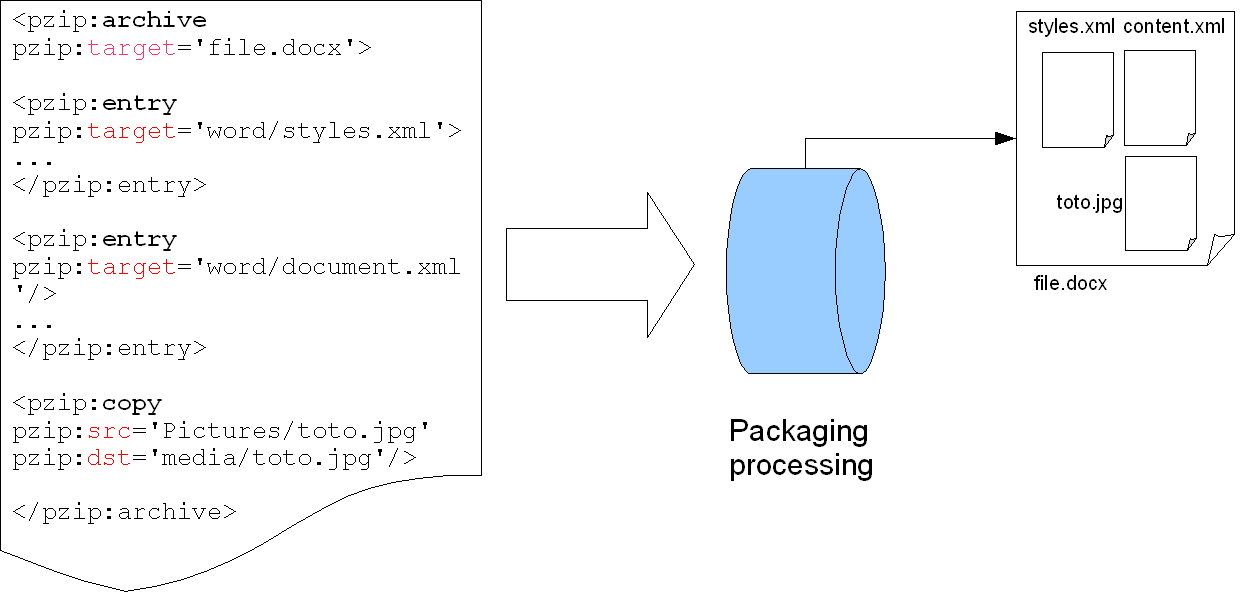 <pzip:archive
pzip:target='file.docx'>
<pzip:entry
pzip:target='word/styles.xml'>
...
</pzip:entry>
<pzip:entry
pzip:target='word/document.xml
'/>
...
</pzip:entry>
<pzip:copy
pzip:src='Pictures/toto.jpg'
pzip:dst='media/toto.jpg'/>
</pzip:archive>
Packaging
processing
styles.xml content.xml
toto.jpg
file.docx